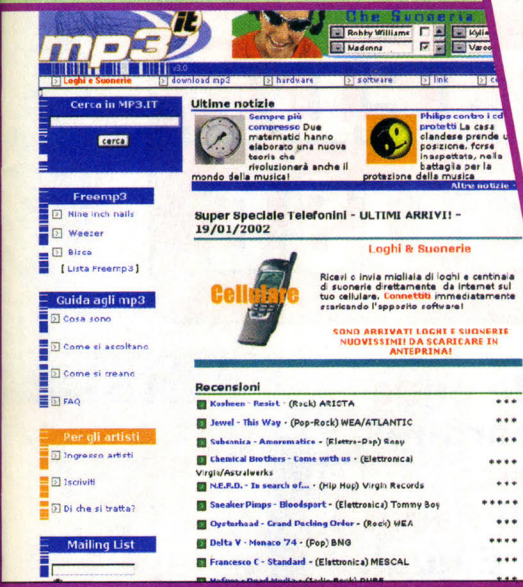 mp3it
v3.0
Che Suoneria
Robby Williams
Madonna
Loghi e Suonerie
download mp3
hardware
software
link
Cerca in MP3.IT
cerca
Freemp3
Nine inch nails
Weezer
Bisca
[ Lista Freemp3 ]
Guida agli mp3
Cosa sono
Come si ascoltano
Come si creano
FAQ
Per gli artisti
Ingresso artisti
Iscriviti
Di che si tratta?
Mailing List
Ultime notizie
Sempre più
compresso Due
matematic hanno
elaborato una nuova
teoria che
rivoluzionerà anche il
mondo della musica!
Philips contro i cd
protetti La casa
olandese prende
posizione, forse
inaspettata, nella
battaglia per la
protezione della musica
Altre notizie
Super Speciale Telefonini - ULTIMI ARRIVI! -
19/01/2002
Cellulare
Loghi & Suonerie
Ricevi o invia migliaia di loghi e centinaia
di suonerie direttamente da internet sul
tuo cellulare. Connettiti immediatamente
scaricando l'apposito software!
SONO ARRIVATI LOGHI E SUONERIE
NUOVISSIMI! DA SCARICARE IN
ANTEPRINA!
Recensioni
Kosheen - Resist - (Rock) ARISTA ***
Jewel - This Way - (Pop-Rock) WEA/ATLANTIC ***
Subsonica - Amorematico - (Elettro-Pop) Sony ***
Chemical Brothers - Come with us - (Elettronica) ****
Virgin/Astralwerks
N.E.R.D. - In search of... - (Hip Hop) Virgin Records ***
Sneaker Pimps - Bloodsport - (Elettronica) Tommy Boy *****
Oysterhead - Grand Pecking Order - (Rock) WEA ****
Delta V - Monaco '74 - (Pop) BNG ****
Francesco C - Standard - (Elettronica) MESCAL ***